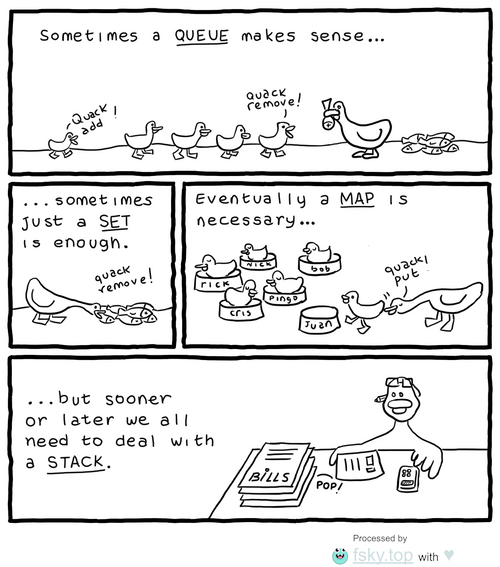 Sometimes a QUEUE makes sense...
Quack!
add
Quack
remove!
...sometimes
just a SET
is enough.
quack
remove!
Eventually a MAP is
necessary...
NICK
bob
rick
Pingo
cris
Juan
quack!
put
...but sooner
or later we all
need to deal with
a STACK.
BILLS
POP!
Processed by
fsky.top with